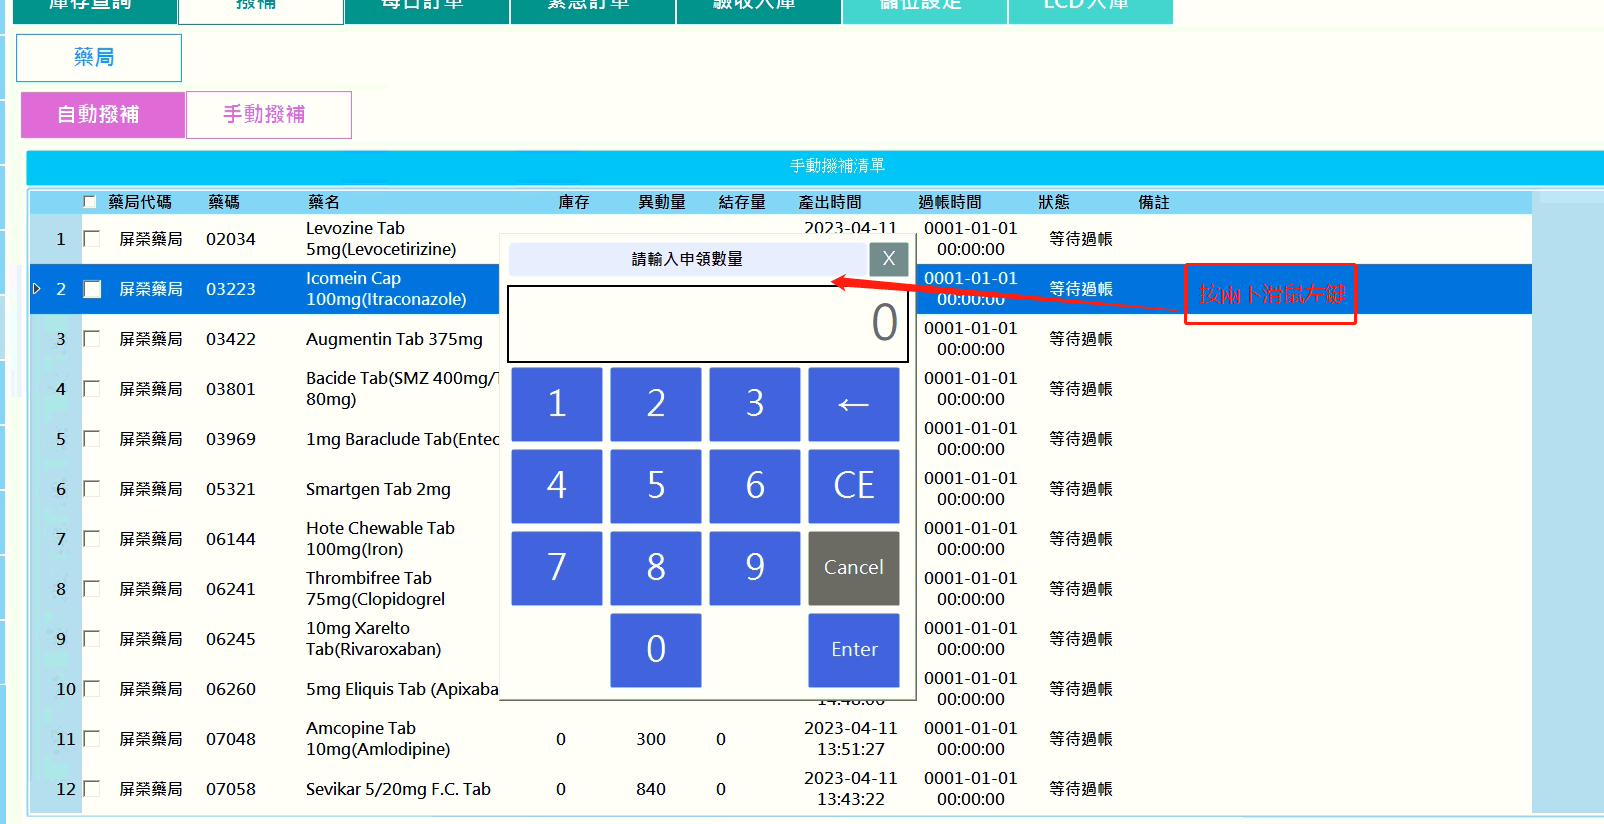 庫存查詢 撥補 每日訂單 緊急訂單 驗收入庫 儲位設定 LCD入庫
藥局
自動撥補 手動撥補
手動撥補清單
藥局代碼 藥碼 藥名 庫存 異動量 結存量 產出時間 過帳時間 狀態 備註
1 屏榮藥局 02034 Levozine Tab 5mg(Levocetirizine) 2023-04-11 0001-01-01 00:00:00 等待過帳
2 屏榮藥局 03223 Icomein Cap 100mg(Itraconazole) 0001-01-01 00:00:00 等待過帳
3 屏榮藥局 03422 Augmentin Tab 375mg 0001-01-01 00:00:00 等待過帳
4 屏榮藥局 03801 Bacide Tab(SMZ 400mg/T 80mg) 0001-01-01 00:00:00 等待過帳
5 屏榮藥局 03969 1mg Baraclude Tab(Entec 0001-01-01 00:00:00 等待過帳
6 屏榮藥局 05321 Smartgen Tab 2mg 0001-01-01 00:00:00 等待過帳
7 屏榮藥局 06144 Hote Chewable Tab 100mg(Iron) 0001-01-01 00:00:00 等待過帳
8 屏榮藥局 06241 Thrombifree Tab 75mg(Clopidogrel 0001-01-01 00:00:00 等待過帳
9 屏榮藥局 06245 10mg Xarelto Tab(Rivaroxaban) 0001-01-01 00:00:00 等待過帳
10 屏榮藥局 06260 5mg Eliquis Tab (Apixaba 0001-01-01 00:00:00 等待過帳
11 屏榮藥局 07048 Amcopine Tab 10mg(Amlodipine) 0 300 0 2023-04-11 13:51:27 0001-01-01 00:00:00 等待過帳
12 屏榮藥局 07058 Sevikar 5/20mg F.C. Tab 0 840 0 2023-04-11 13:43:22 0001-01-01 00:00:00 等待過帳
請輸入申領數量 X
0
1 2 3 ←
4 5 6 CE
7 8 9 Cancel
0 Enter
按兩下滑鼠左鍵